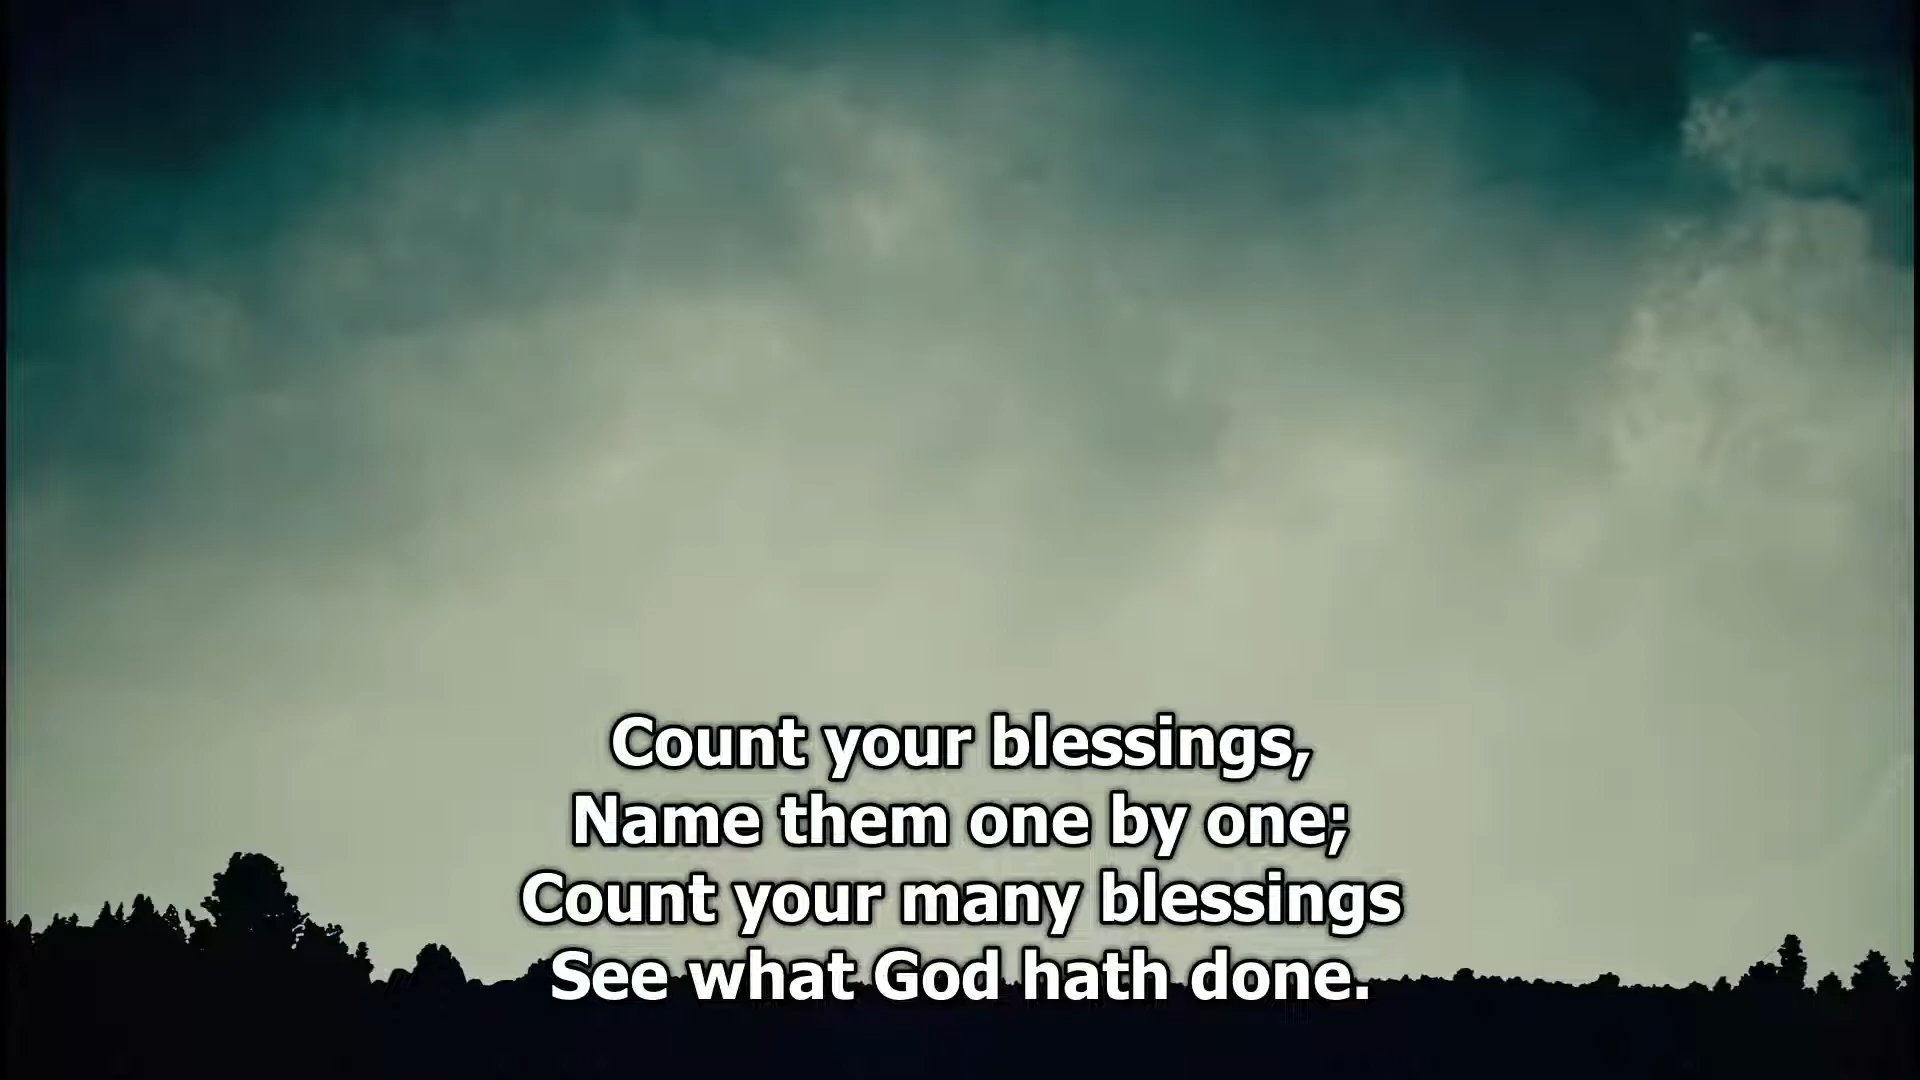 Count your blessings,
Name them one by one;
Count your many blessings
See what God hath done.